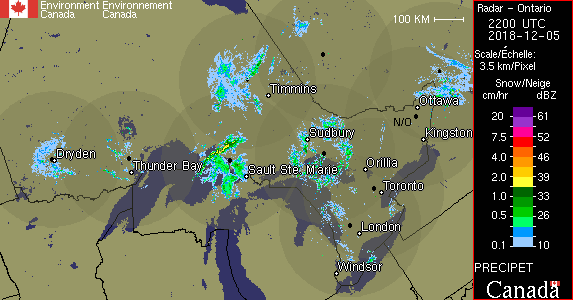 Environment Environnement
Canada Canada
100 KM
Timmins
Ottawa
N/O
Sudbury
Kingston
Dryden
Thunder Bay
Sault Ste. Marie
Orillia
Toronto
London
Windsor
Radar - Ontario
2200 UTC
2018-12-05
Scale/Échelle:
3.5 km/Pixel
Snow/Neige
cm/hr dBZ
20 61
7.5 52
4.0 46
2.0 39
1.0 33
0.5 26
0.1 10
PRECIPET
Canada